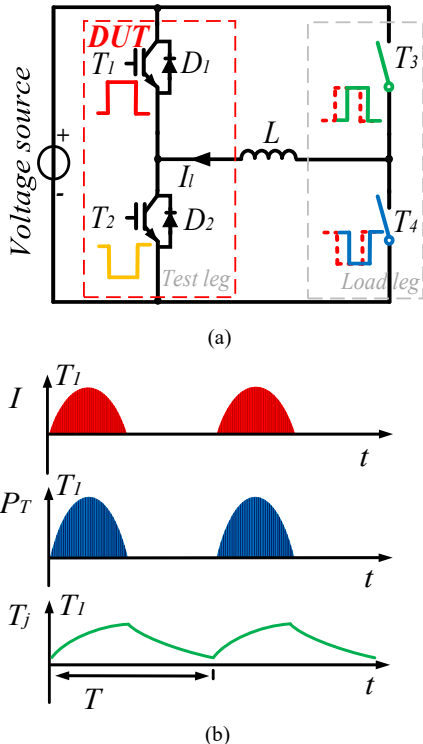 DUT
T1
D1
T3
Voltage source
+
-
L
Il
T2
D2
T4
Test leg
Load leg
(a)
I
T1
t
PT
T1
t
Tj
T1
t
T
(b)